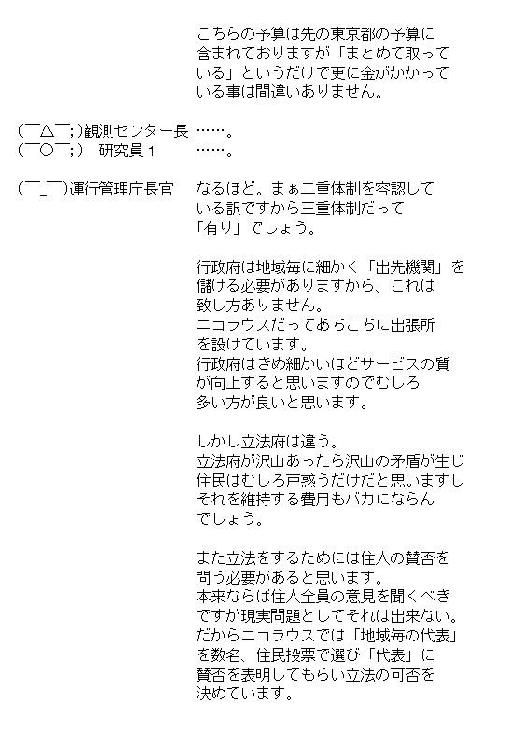 こちらの予算は先の東京都の予算に
含まれておりますが「まとめて取って
いる」というだけで更に金がかかって
いる事は間違いありません。
(￣△￣;)観測センター長 ……。
(￣○￣;)　研究員1 ……。
(￣_￣)運行管理庁長官 なるほど。まぁ二重体制を容認して
いる訳ですから三重体制だって
「有り」でしょう。
行政府は地域毎に細かく「出先機関」を
儲ける必要がありますから、これは
致し方ありません。
ニコラウスだってあちこちに出張所
を設けています。
行政府はきめ細かいほどサービスの質
が向上すると思いますのでむしろ
多い方が良いと思います。
しかし立法府は違う。
立法府が沢山あったら沢山の矛盾が生じ
住民はむしろ戸惑うだけだと思いますし
それを維持する費用もバカにならん
でしょう。
また立法をするためには住人の賛否を
問う必要があると思います。
本来ならば住人全員の意見を聞くべき
ですが現実問題としてそれは出来ない。
だからニコラウスでは「地域毎の代表」
を数名、住民投票で選び「代表」に
賛否を表明してもらい立法の可否を
決めています。